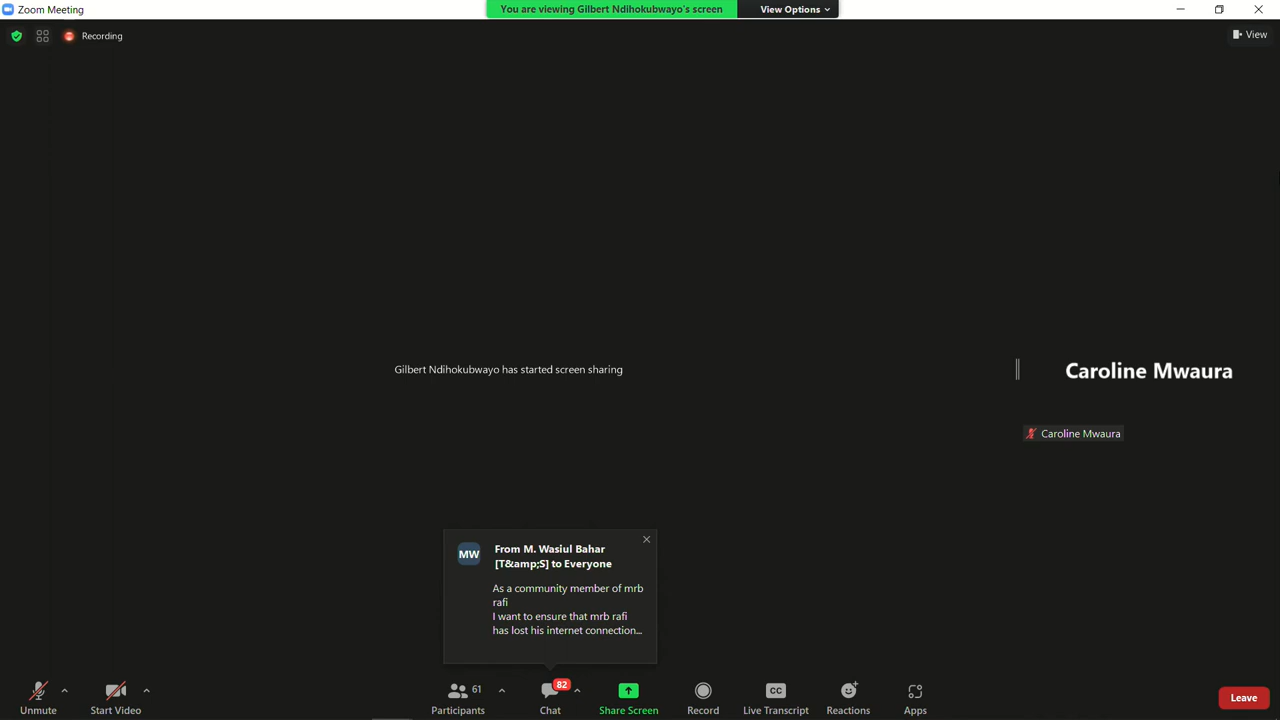 Zoom Meeting
You are viewing Gilbert Ndihokubwayo's screen
View Options
Recording
View
Gilbert Ndihokubwayo has started screen sharing
Caroline Mwaura
Caroline Mwaura
MW
From M. Wasiul Bahar
[T&amp;S] to Everyone
As a community member of mrb
rafi
I want to ensure that mrb rafi
has lost his internet connection...
Unmute
Start Video
61
Participants
82
Chat
Share Screen
Record
CC
Live Transcript
Reactions
Apps
Leave